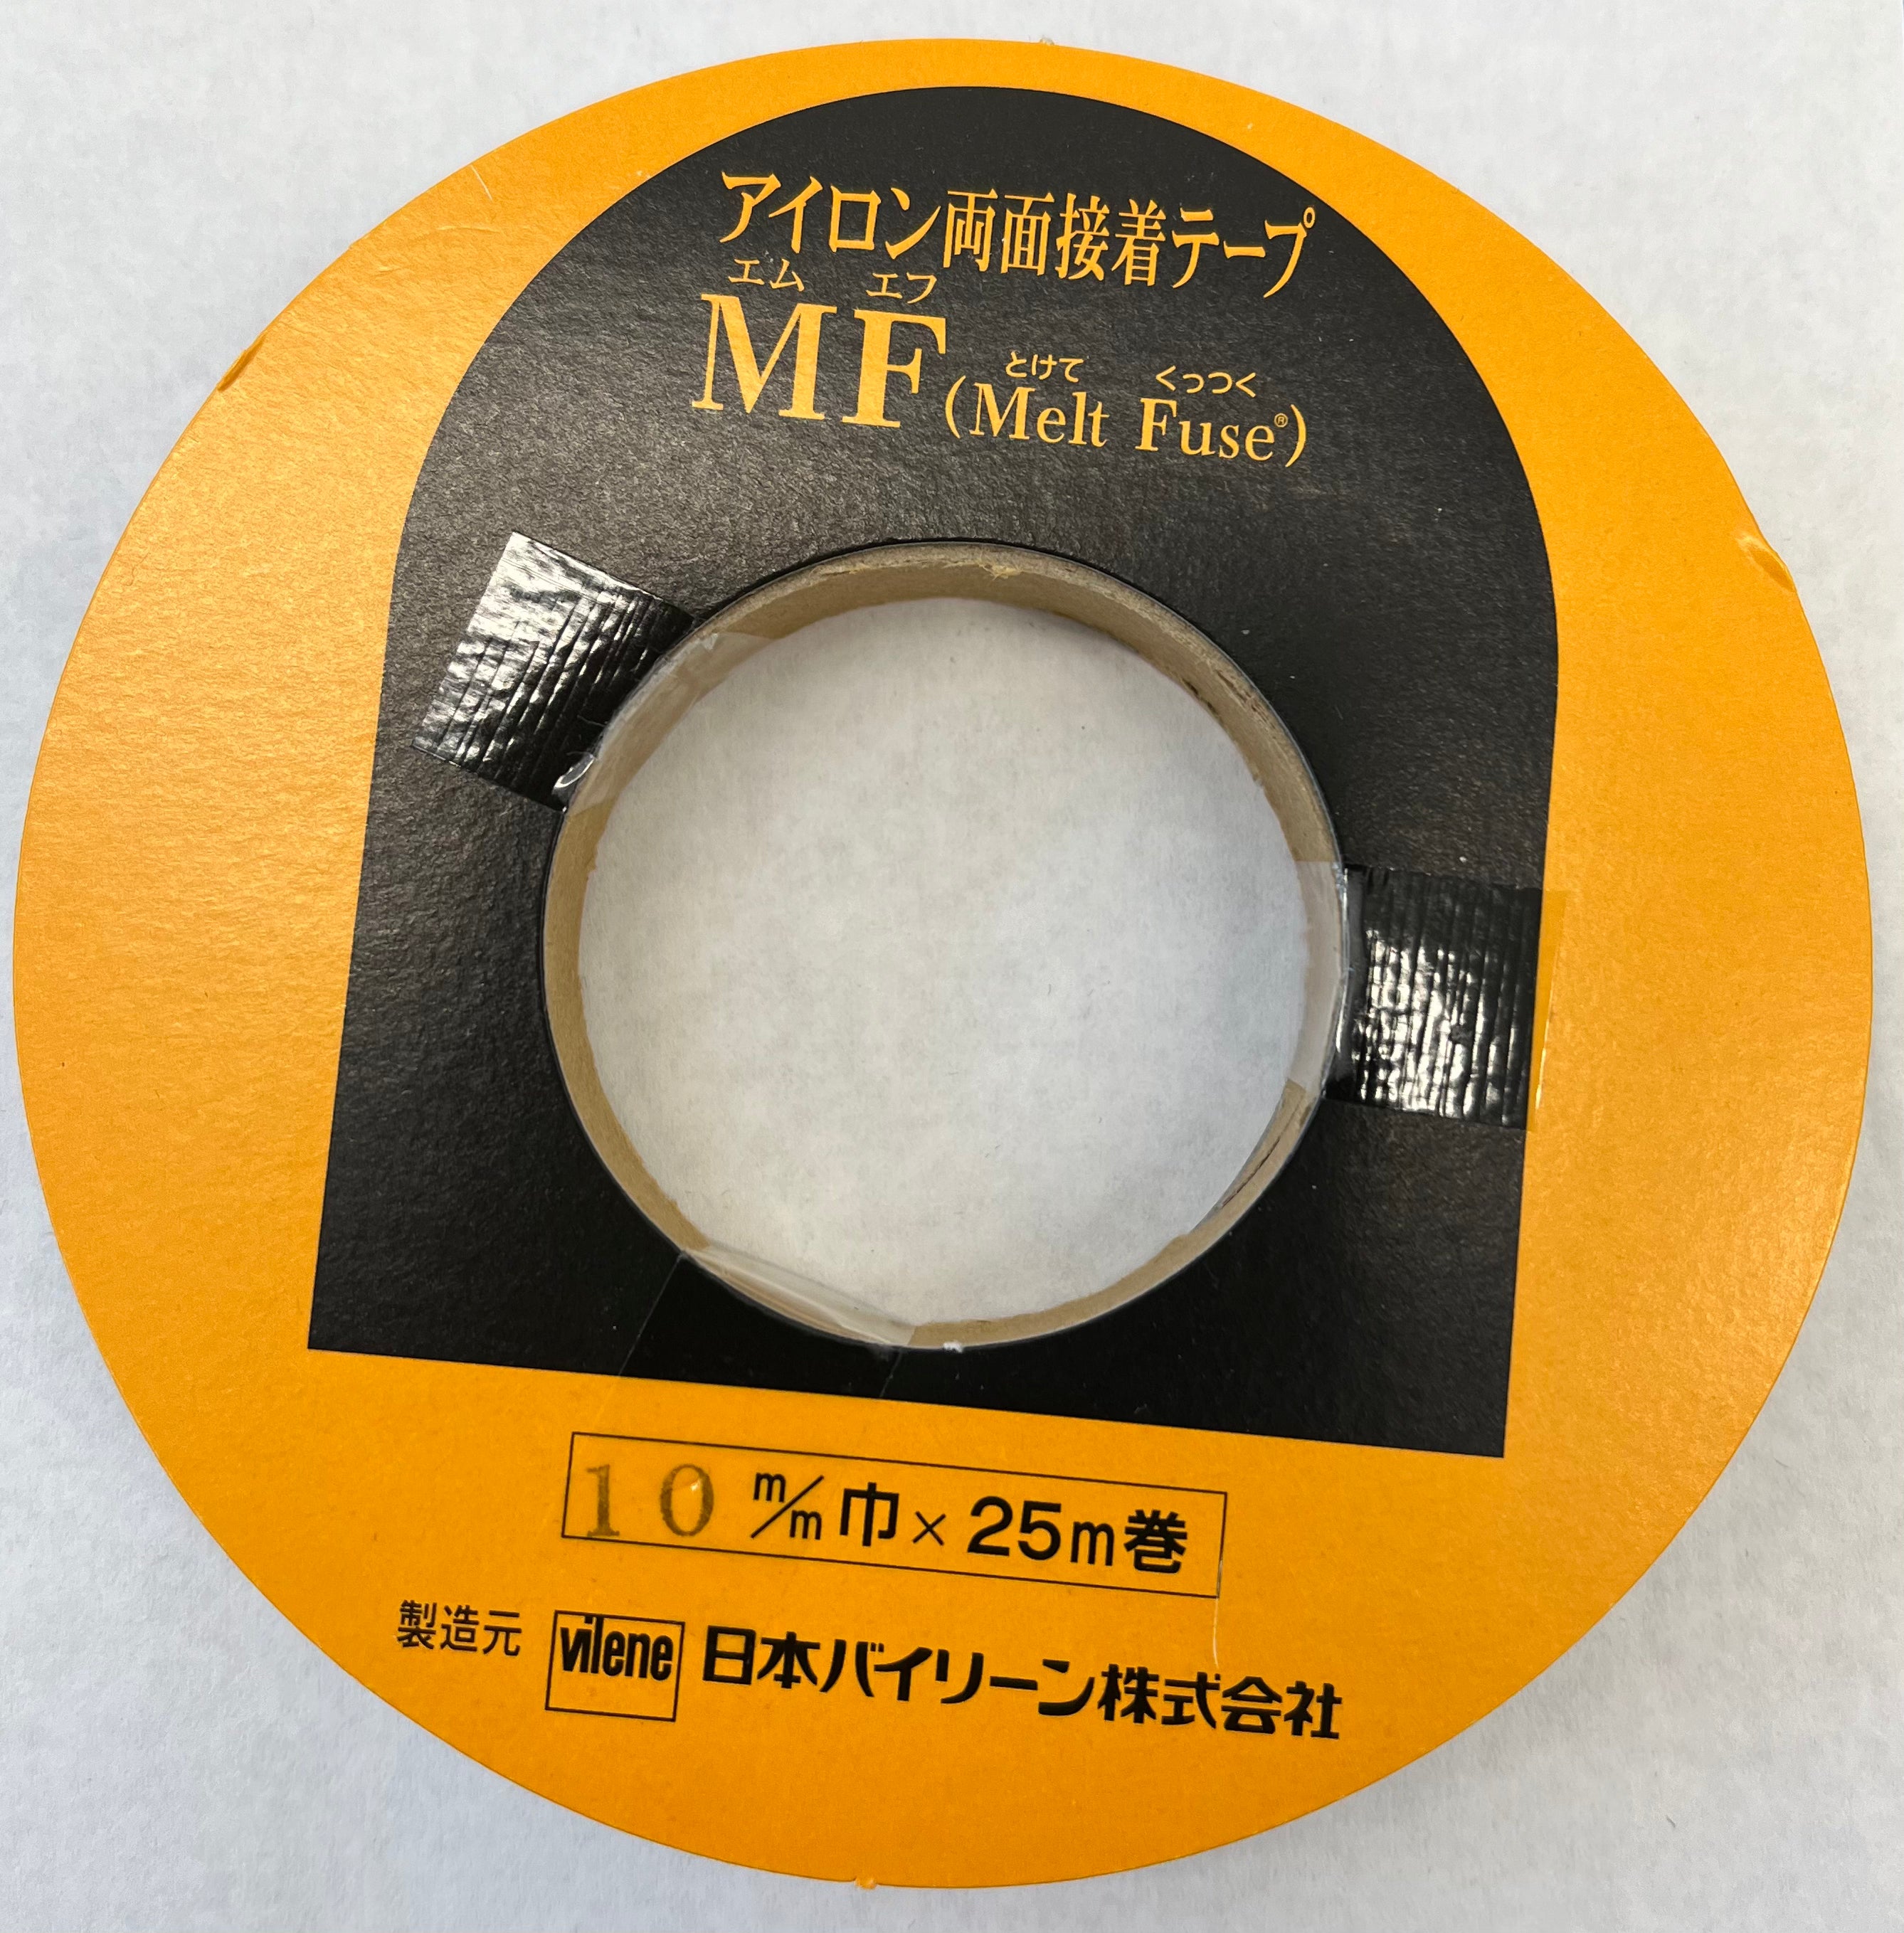 アイロン両面接着テープ
エム エフ
とけて くっつく
MF (Melt Fuse®)
10 m/m巾×25m巻
製造元 vilene 日本バイリーン株式会社